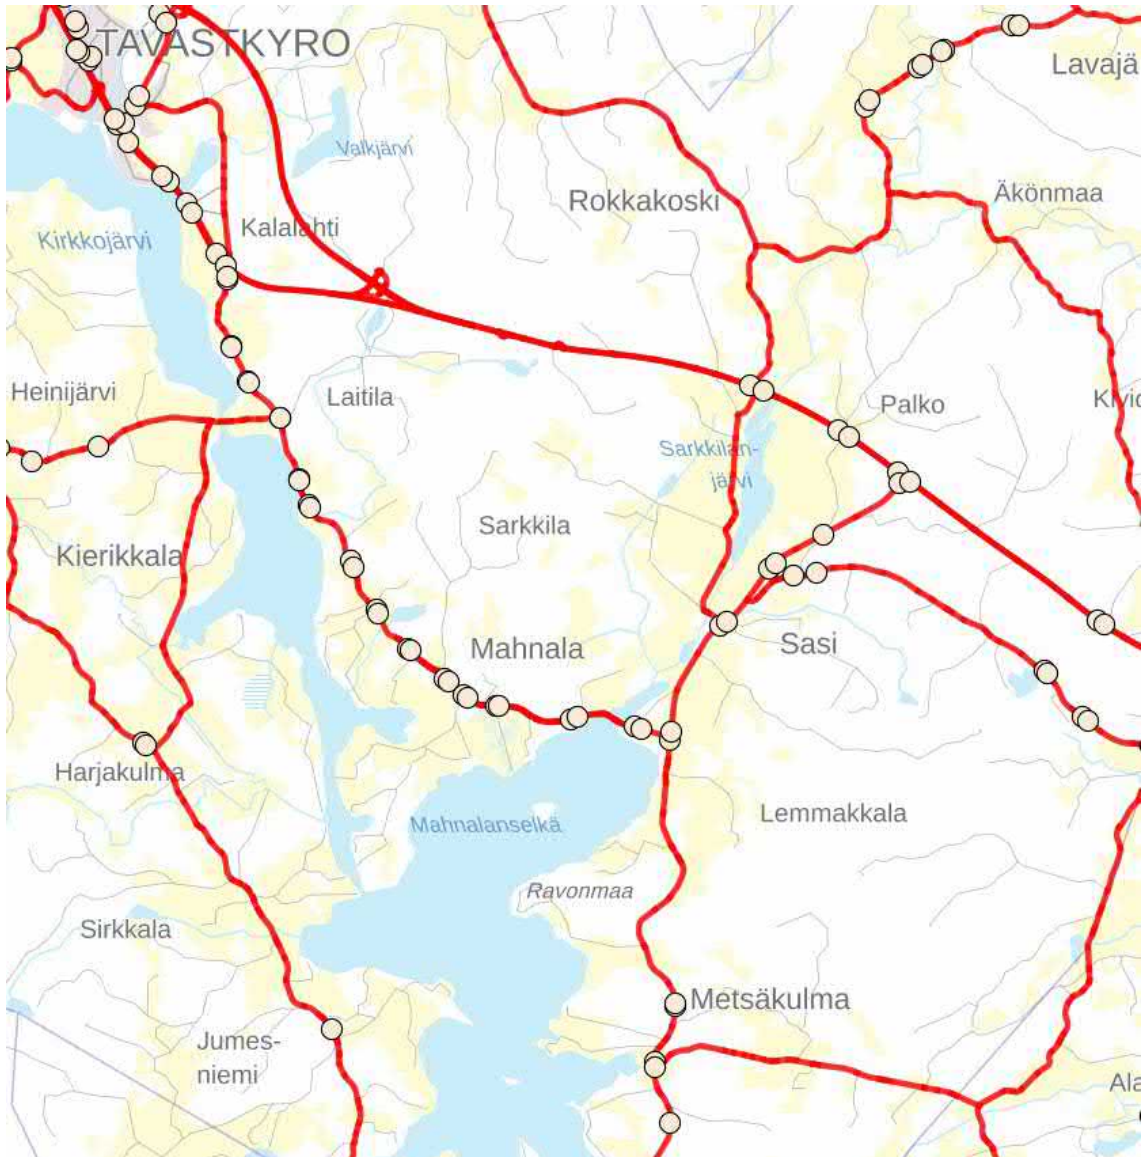 TAVASTKYRO
Lavajä
Valkjärvi
Rokkakoski
Äkönmaa
Kalalahti
Kirkkojärvi
Heinijärvi
Laitila
Palko
Sarkkilan-
järvi
Sarkkila
Kierikkala
Mahnala
Sasi
Harjakulma
Mahnalanselkä
Lemmakkala
Ravonmaa
Sirkkala
Metsäkulma
Jumes-
niemi
Ala